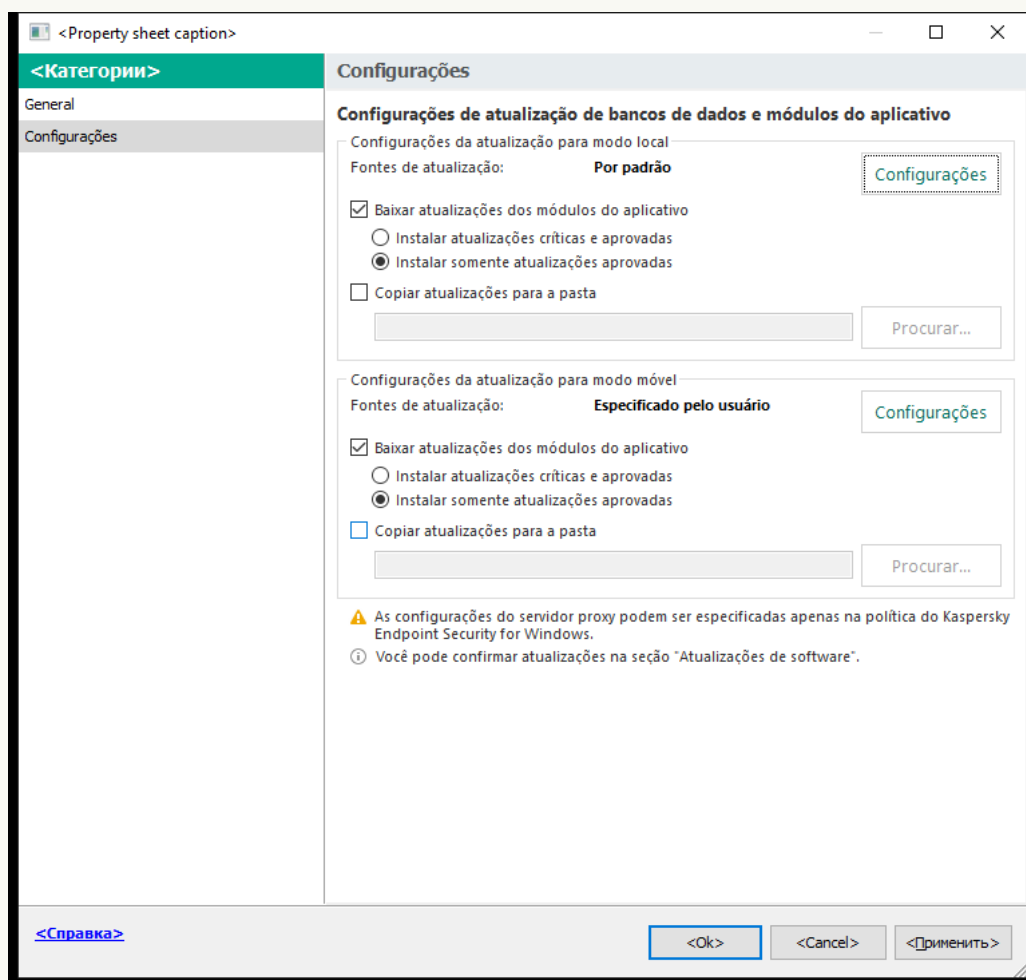 <Property sheet caption>
<Категории>
General
Configurações
Configurações
Configurações de atualização de bancos de dados e módulos do aplicativo
Configurações da atualização para modo local
Fontes de atualização: Por padrão Configurações
Baixar atualizações dos módulos do aplicativo
Instalar atualizações críticas e aprovadas
Instalar somente atualizações aprovadas
Copiar atualizações para a pasta
Procurar...
Configurações da atualização para modo móvel
Fontes de atualização: Especificado pelo usuário Configurações
Baixar atualizações dos módulos do aplicativo
Instalar atualizações críticas e aprovadas
Instalar somente atualizações aprovadas
Copiar atualizações para a pasta
Procurar...
As configurações do servidor proxy podem ser especificadas apenas na política do Kaspersky
Endpoint Security for Windows.
Você pode confirmar atualizações na seção "Atualizações de software".
<Справка> <Ok> <Cancel> <Применить>